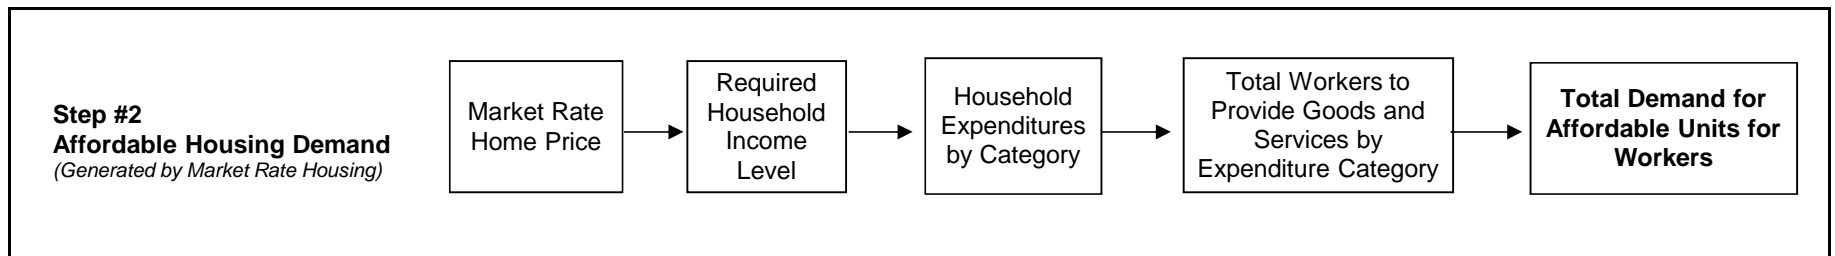 Step #2
Affordable Housing Demand
(Generated by Market Rate Housing)
Market Rate
Home Price
Required
Household
Income
Level
Household
Expenditures
by Category
Total Workers to
Provide Goods and
Services by
Expenditure Category
Total Demand for
Affordable Units for
Workers